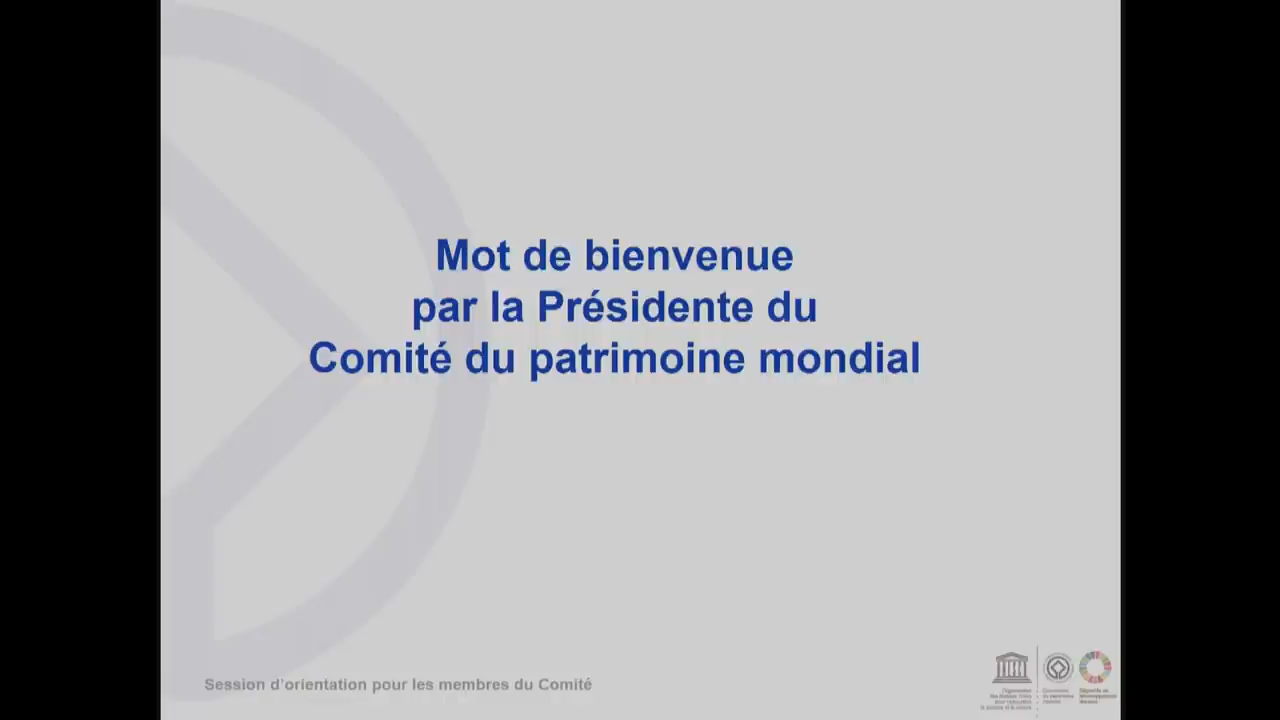 Mot de bienvenue
par la Présidente du
Comité du patrimoine mondial
Session d'orientation pour les membres du Comité